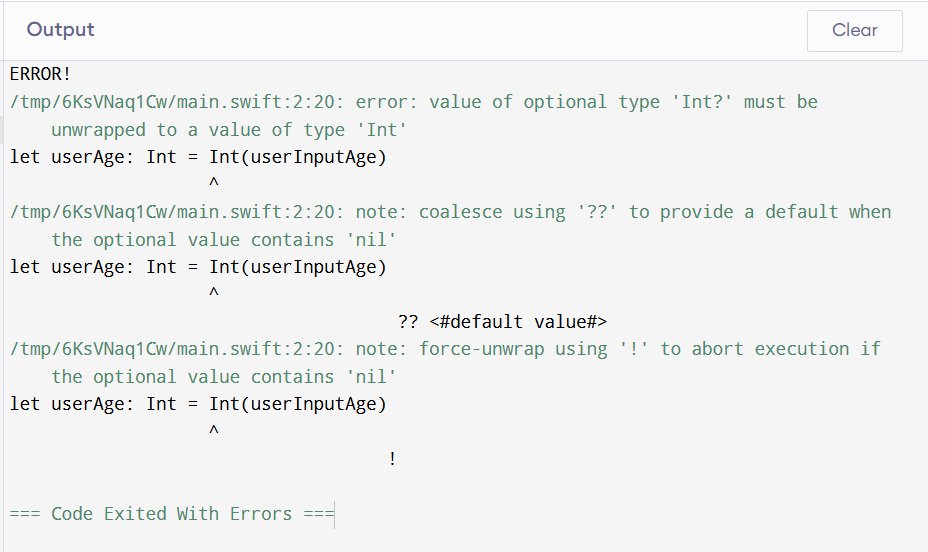 Output
Clear
ERROR!
/tmp/6KsVNaq1Cw/main.swift:2:20: error: value of optional type 'Int?' must be
unwrapped to a value of type 'Int'
let userAge: Int = Int(userInputAge)
^
/tmp/6KsVNaq1Cw/main.swift:2:20: note: coalesce using '??' to provide a default when
the optional value contains 'nil'
let userAge: Int = Int(userInputAge)
^
?? <#default value#>
/tmp/6KsVNaq1Cw/main.swift:2:20: note: force-unwrap using '!' to abort execution if
the optional value contains 'nil'
let userAge: Int = Int(userInputAge)
^
!
=== Code Exited With Errors ===